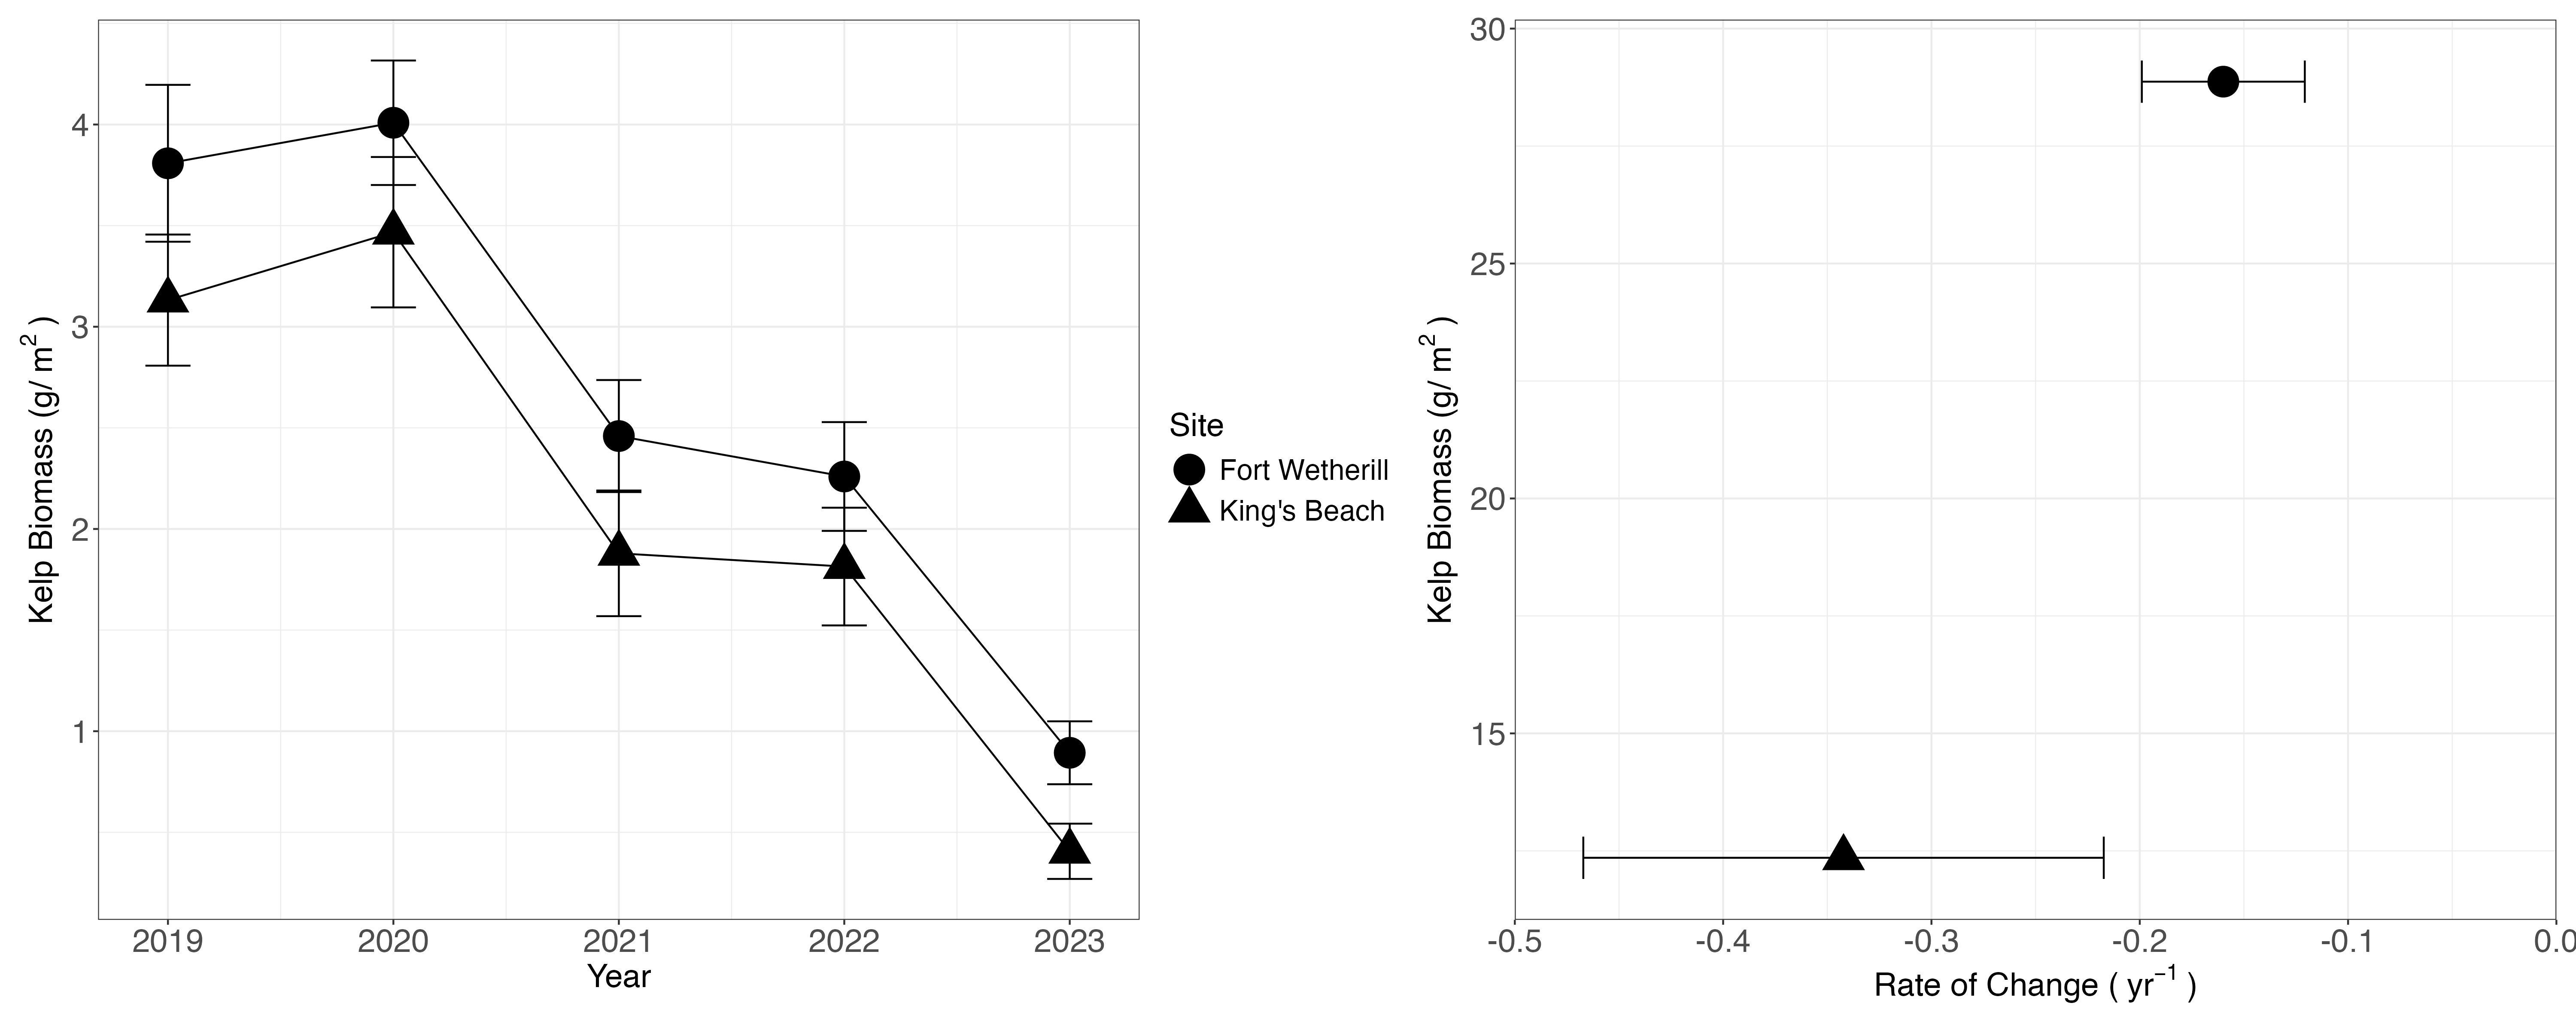 Kelp Biomass (g/ m² )
4
3
2
1
2019 2020 2021 2022 2023
Year
Site
Fort Wetherill
King's Beach
Kelp Biomass (g/ m² )
30
25
20
15
-0.5 -0.4 -0.3 -0.2 -0.1 0.0
Rate of Change ( yr⁻¹ )